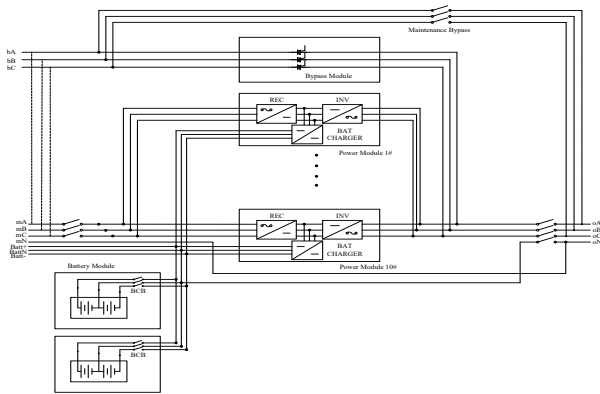 Maintenance Bypass
bA
bB
bC
Bypass Module
REC
INV
BAT
CHARGER
Power Module 1#
mA
mB
mC
mN
Batt+
BattN
Batt-
REC
INV
BAT
CHARGER
Power Module 10#
oA
oB
oC
oN
Battery Module
BCB
BCB